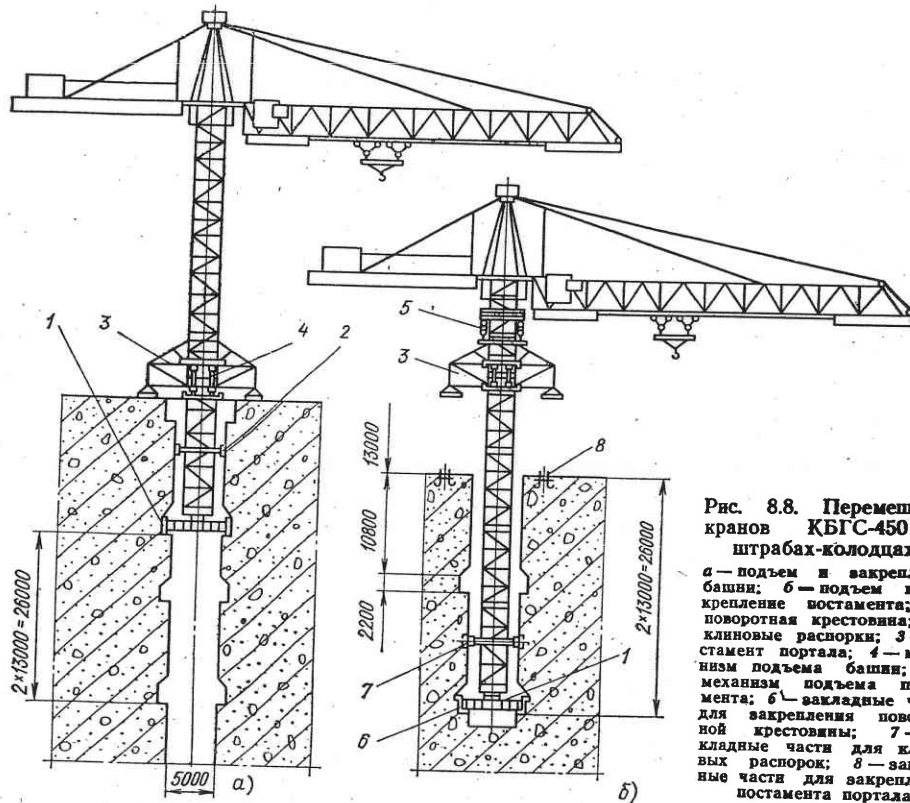 3
4
2
1
5
3
8
13000
10800
2200
2×13000=26000
2×13000=26000
7
1
6
5000
а)
б)
Рис. 8.8. Перемещ
кранов КБГС-450
штрабах-колодцах
а — подъем и закреп
башни; б — подъем
крепление постамента;
поворотная крестовина;
клиновые распорки; 3
стамент портала; 4 —
низм подъема башни;
механизм подъема п
мента; 6 — закладные ч
для закрепления пово
ной крестовины; 7 —
кладные части для кл
вых распорок; 8 — за
ные части для закреп
постамента портала